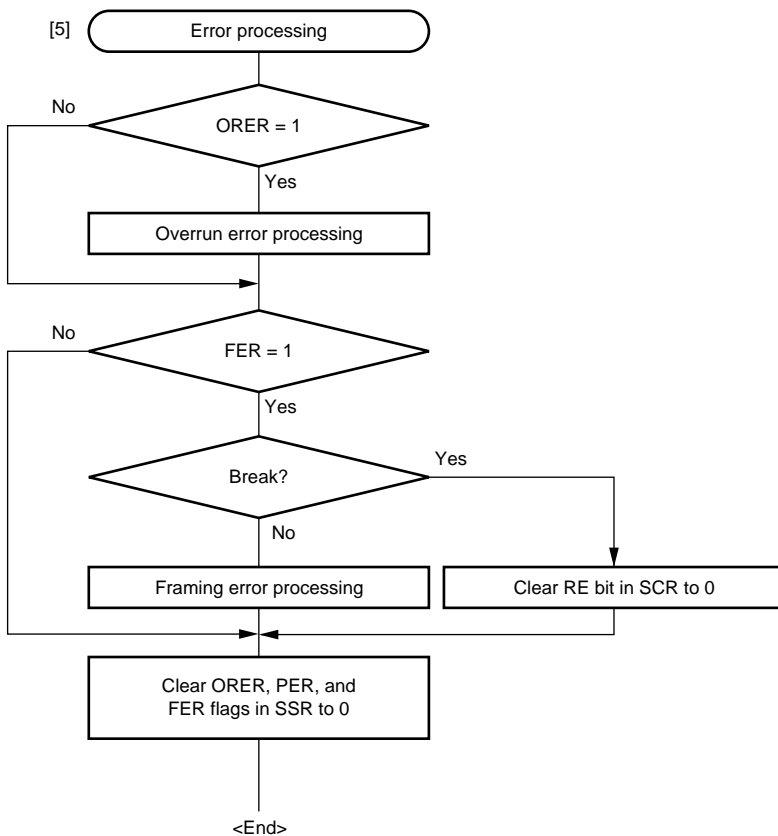 [5]
Error processing
No
ORER = 1
Yes
Overrun error processing
No
FER = 1
Yes
Break?
Yes
No
Framing error processing
Clear RE bit in SCR to 0
Clear ORER, PER, and
FER flags in SSR to 0
<End>